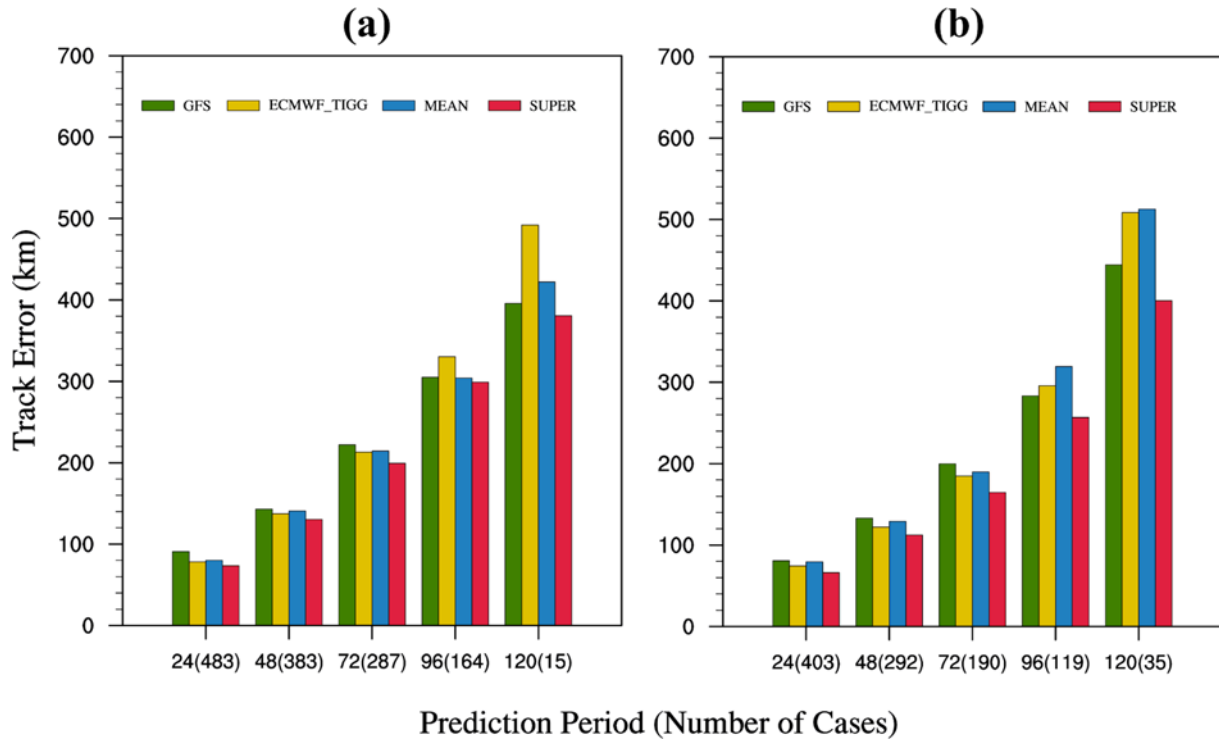 (a)
700
600
500
400
300
200
100
0
Track Error (km)
GFS ECMWF_TIGG MEAN SUPER
24(483) 48(383) 72(287) 96(164) 120(15)
(b)
700
600
500
400
300
200
100
0
GFS ECMWF_TIGG MEAN SUPER
24(403) 48(292) 72(190) 96(119) 120(35)
Prediction Period (Number of Cases)